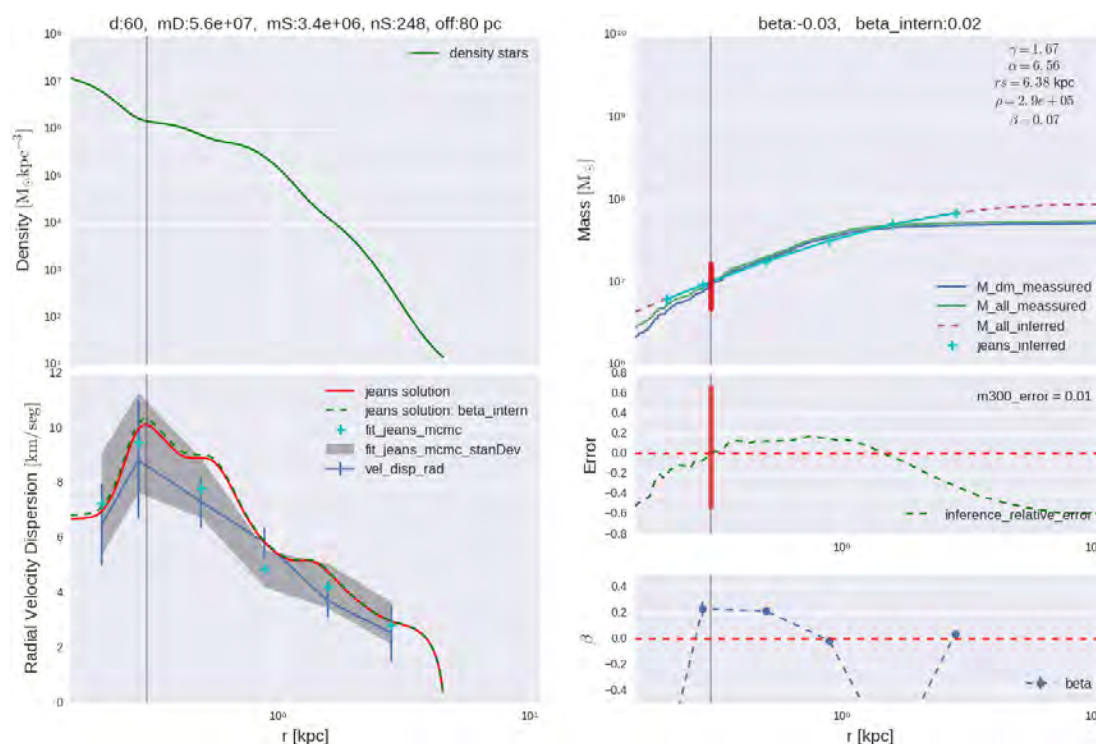 d:60, mD:5.6e+07, mS:3.4e+06, nS:248, off:80 pc
10⁸
10⁷
10⁶
10⁵
10⁴
10³
10²
10¹
Density [M☉kpc⁻³]
density stars
12
10
8
6
4
2
0
Radial Velocity Dispersion [km/seg]
jeans solution
jeans solution: beta_intern
fit_jeans_mcmc
fit_jeans_mcmc_stanDev
vel_disp_rad
10⁰
10¹
r [kpc]
beta:-0.03, beta_intern:0.02
10¹⁰
10⁹
10⁸
10⁷
10⁶
Mass [M☉]
γ = 1.67
α = 6.56
rs = 6.38 kpc
ρ = 2.9e + 05
β = 0.07
M_dm_meassured
M_all_meassured
M_all_inferred
jeans_inferred
0.8
0.6
0.4
0.2
0.0
-0.2
-0.4
-0.6
-0.8
Error
m300_error = 0.01
inference_relative_error
10⁰
0.4
0.2
0.0
-0.2
-0.4
β
beta
10⁰
r [kpc]